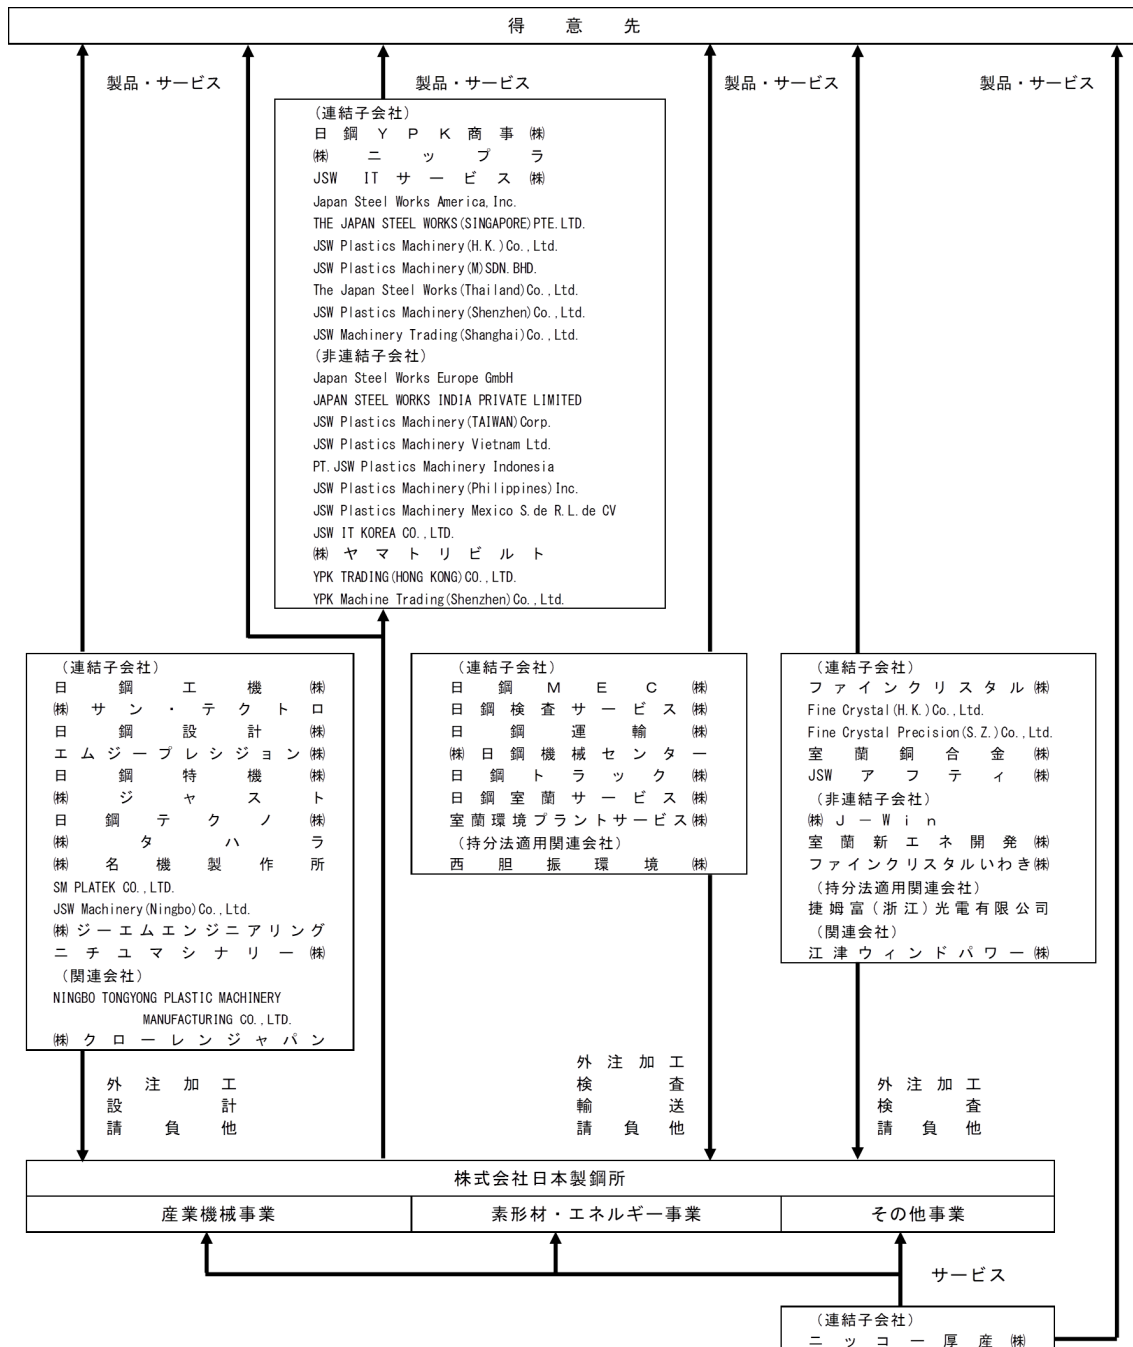 得意先
製品・サービス
製品・サービス
製品・サービス
製品・サービス
(連結子会社)
日鋼YPK商事㈱
㈱ニップラ
JSW ITサービス㈱
Japan Steel Works America,Inc.
THE JAPAN STEEL WORKS(SINGAPORE)PTE.LTD.
JSW Plastics Machinery(H.K.)Co.,Ltd.
JSW Plastics Machinery(M)SDN.BHD.
The Japan Steel Works(Thailand)Co.,Ltd.
JSW Plastics Machinery(Shenzhen)Co.,Ltd.
JSW Machinery Trading(Shanghai)Co.,Ltd.
(非連結子会社)
Japan Steel Works Europe GmbH
JAPAN STEEL WORKS INDIA PRIVATE LIMITED
JSW Plastics Machinery(TAIWAN)Corp.
JSW Plastics Machinery Vietnam Ltd.
PT.JSW Plastics Machinery Indonesia
JSW Plastics Machinery(Philippines)Inc.
JSW Plastics Machinery Mexico S.de R.L.de CV
JSW IT KOREA CO.,LTD.
㈱ヤマトリビルト
YPK TRADING(HONG KONG)CO.,LTD.
YPK Machine Trading(Shenzhen)Co.,Ltd.
(連結子会社)
日鋼工機㈱
㈱サン・テクトロ
日鋼設計㈱
エムジープレシジョン㈱
日鋼特機㈱
㈱ジャスト
日鋼テクノ㈱
㈱タハラ
㈱名機製作所
SM PLATEK CO.,LTD.
JSW Machinery(Ningbo)Co.,Ltd.
㈱ジーエムエンジニアリング
ニチユマシナリー㈱
(関連会社)
NINGBO TONGYONG PLASTIC MACHINERY
MANUFACTURING CO.,LTD.
㈱クローレンジャパン
(連結子会社)
日鋼MEC㈱
日鋼検査サービス㈱
日鋼運輸㈱
㈱日鋼機械センター
日鋼トラック㈱
日鋼室蘭サービス㈱
室蘭環境プラントサービス㈱
(持分法適用関連会社)
西胆振環境㈱
(連結子会社)
ファインクリスタル㈱
Fine Crystal(H.K.)Co.,Ltd.
Fine Crystal Precision(S.Z.)Co.,Ltd.
室蘭銅合金㈱
JSWアフティ㈱
(非連結子会社)
㈱J－Win
室蘭新エネ開発㈱
ファインクリスタルいわき㈱
(持分法適用関連会社)
捷姆富(浙江)光電有限公司
(関連会社)
江津ウィンドパワー㈱
外注加工
設計
請負他
外注加工
検査
輸送
請負他
外注加工
検査
請負他
株式会社日本製鋼所
産業機械事業
素形材・エネルギー事業
その他事業
サービス
(連結子会社)
ニッコー厚産㈱